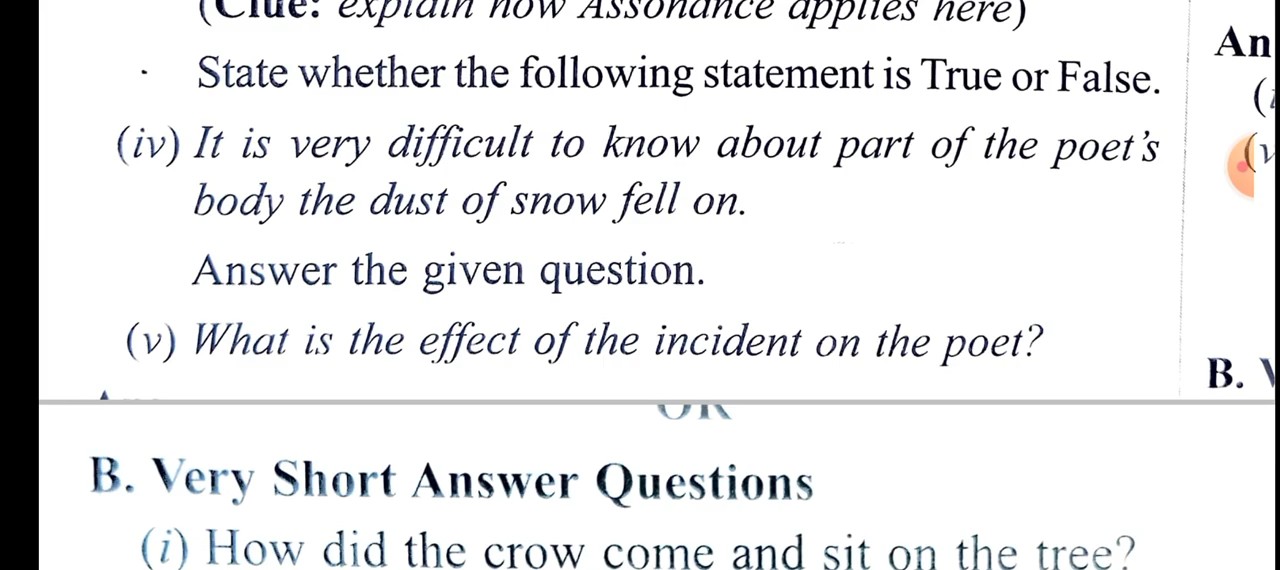 (Clue: explain how Assonance applies here)
State whether the following statement is True or False.
(iv) It is very difficult to know about part of the poet's
body the dust of snow fell on.
Answer the given question.
(v) What is the effect of the incident on the poet?
An
B.
OR
B. Very Short Answer Questions
(i) How did the crow come and sit on the tree?